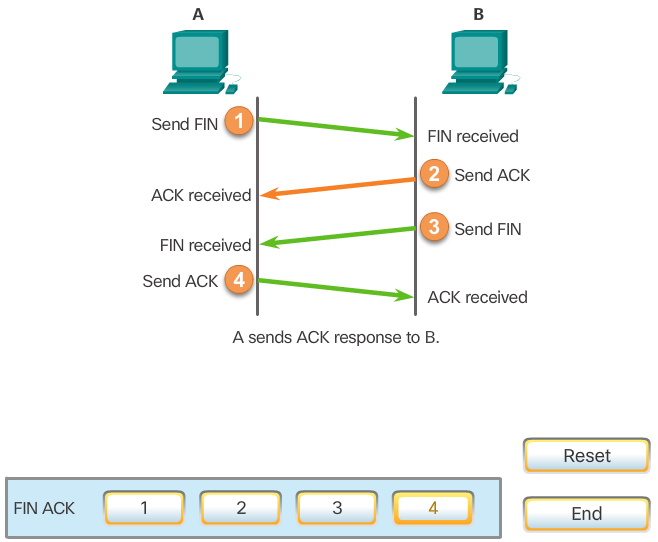 A
B
Send FIN 1
FIN received
2 Send ACK
ACK received
3 Send FIN
FIN received
Send ACK 4
ACK received
A sends ACK response to B.
Reset
FIN ACK 1 2 3 4
End